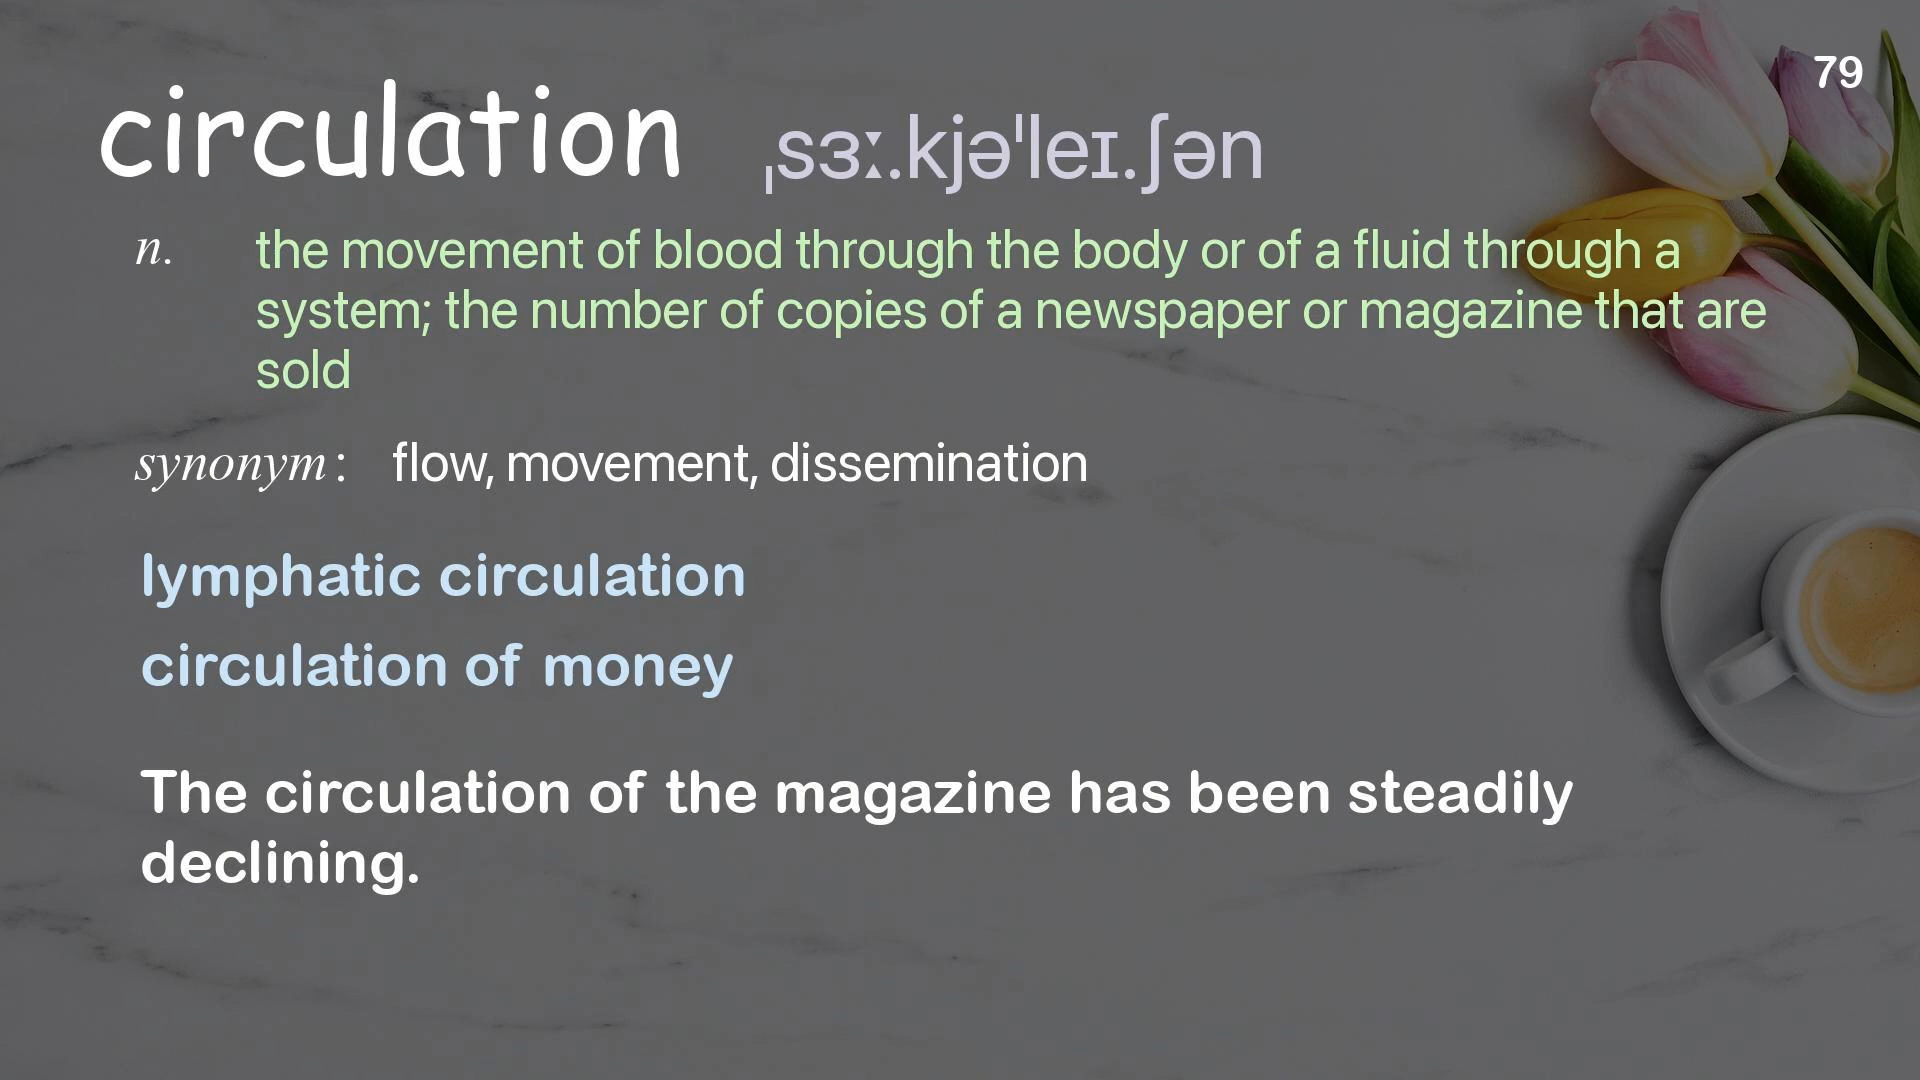 79
circulation ˌsɜː.kjəˈleɪ.ʃən
n. the movement of blood through the body or of a fluid through a
system; the number of copies of a newspaper or magazine that are
sold
synonym: flow, movement, dissemination
lymphatic circulation
circulation of money
The circulation of the magazine has been steadily
declining.